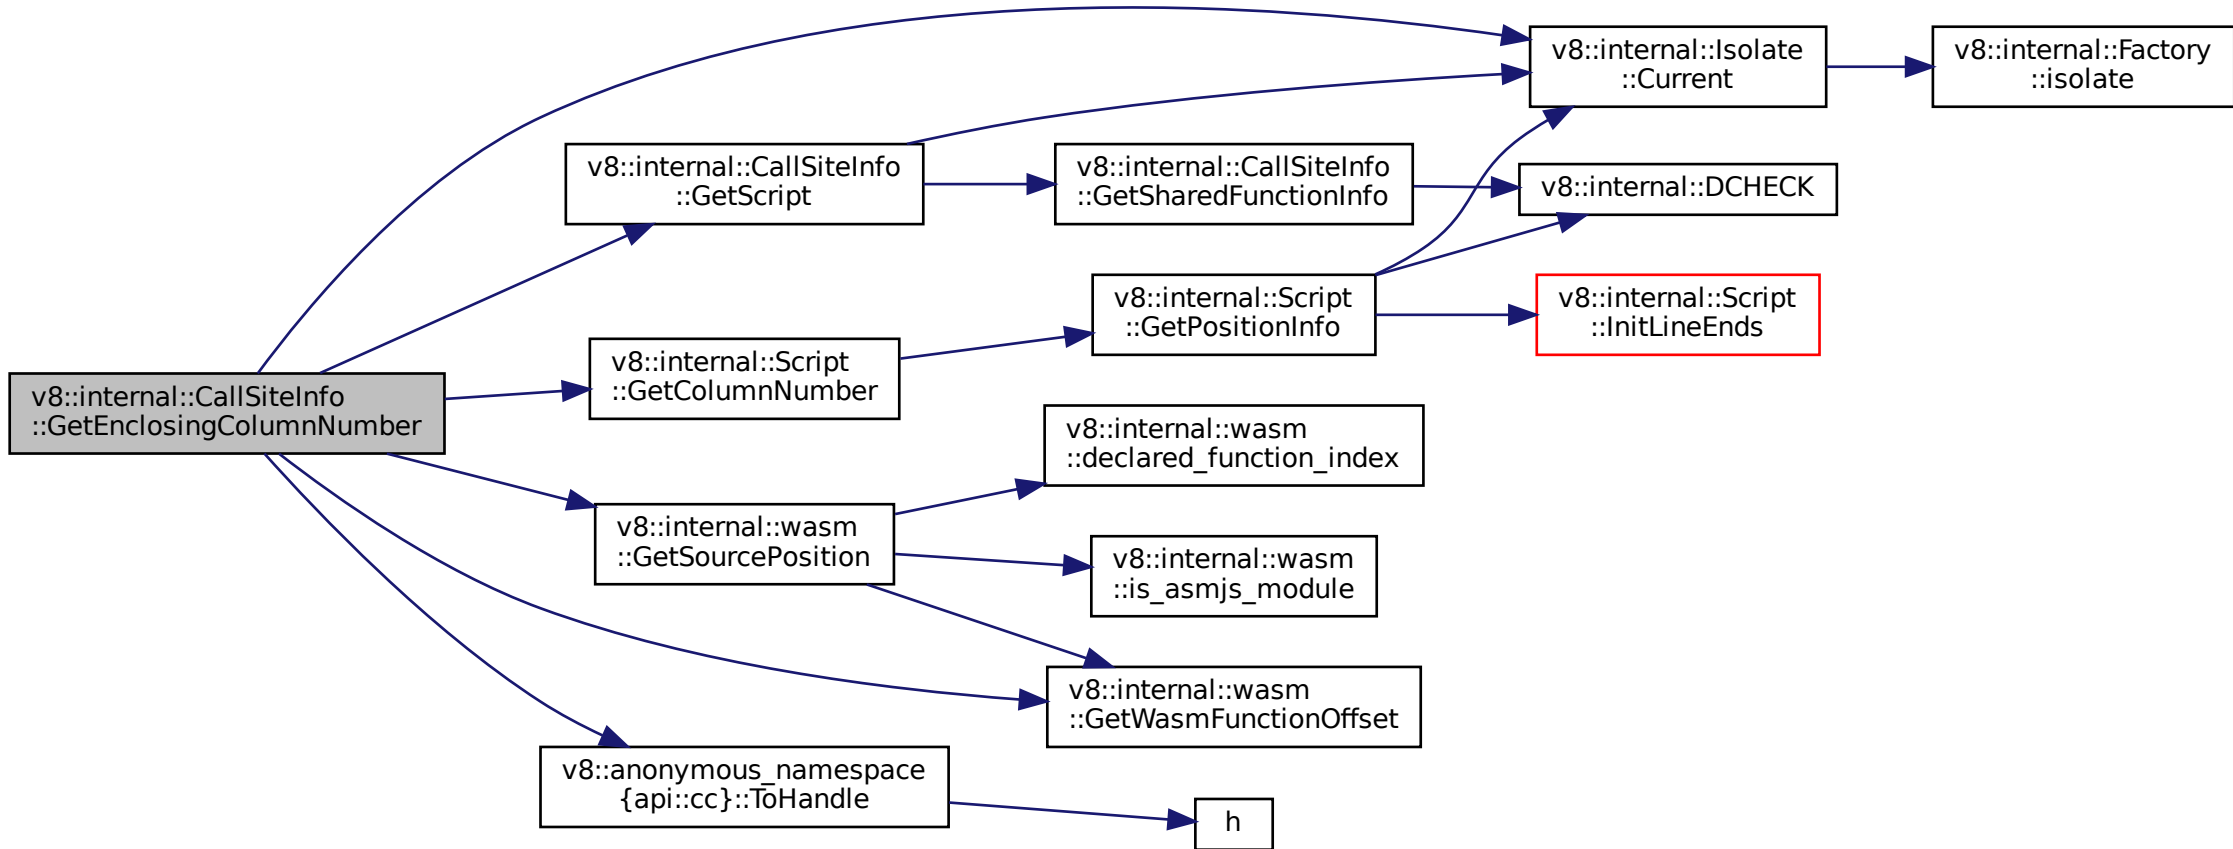 v8::internal::CallSiteInfo
::GetEnclosingColumnNumber
v8::internal::CallSiteInfo
::GetScript
v8::internal::Script
::GetColumnNumber
v8::internal::wasm
::GetSourcePosition
v8::anonymous_namespace
{api::cc}::ToHandle
v8::internal::CallSiteInfo
::GetSharedFunctionInfo
v8::internal::Script
::GetPositionInfo
v8::internal::wasm
::declared_function_index
v8::internal::wasm
::is_asmjs_module
v8::internal::wasm
::GetWasmFunctionOffset
h
v8::internal::Isolate
::Current
v8::internal::DCHECK
v8::internal::Script
::InitLineEnds
v8::internal::Factory
::isolate